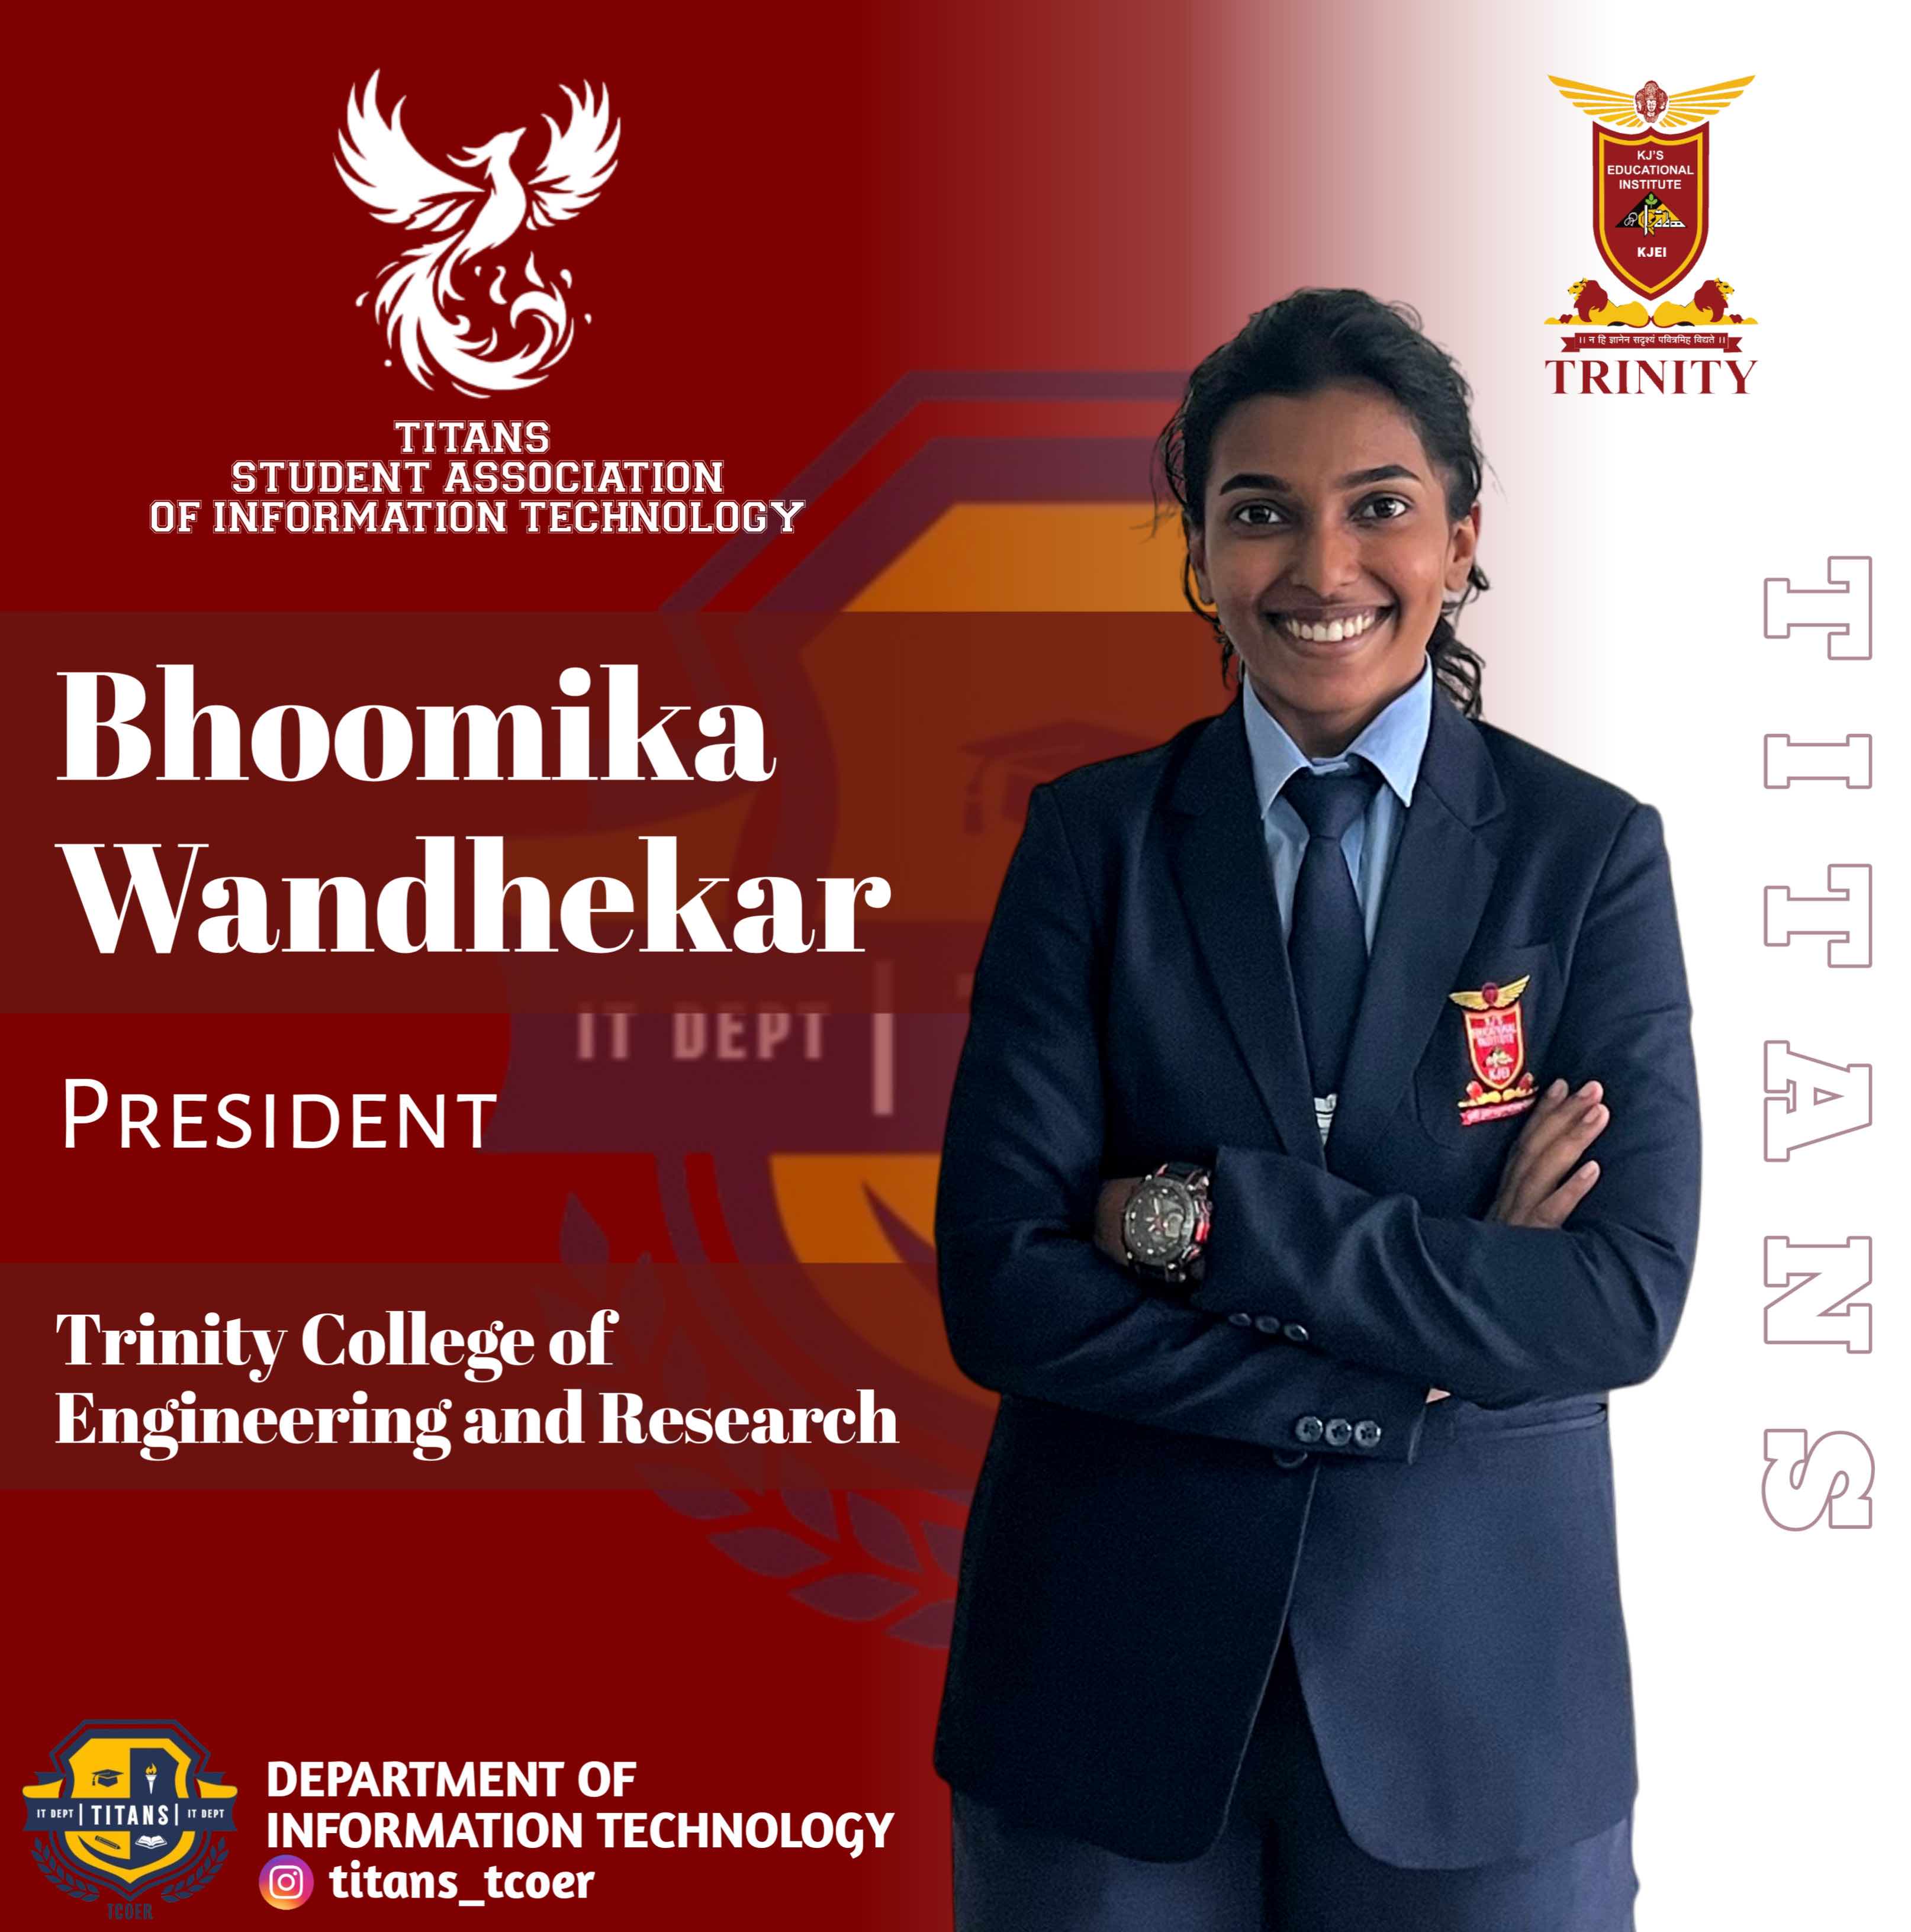 TITANS
STUDENT ASSOCIATION
OF INFORMATION TECHNOLOGY
KJ'S
EDUCATIONAL
INSTITUTE
KJEI
।। न हि ज्ञानेन सदृश्यं पवित्रमिह विद्यते ।।
TRINITY
Bhoomika
Wandhekar
IT DEPT
PRESIDENT
Trinity College of
Engineering and Research
TITANS
KJEI
IT DEPT | TITANS | IT DEPT
TCOER
DEPARTMENT OF
INFORMATION TECHNOLOGY
titans_tcoer